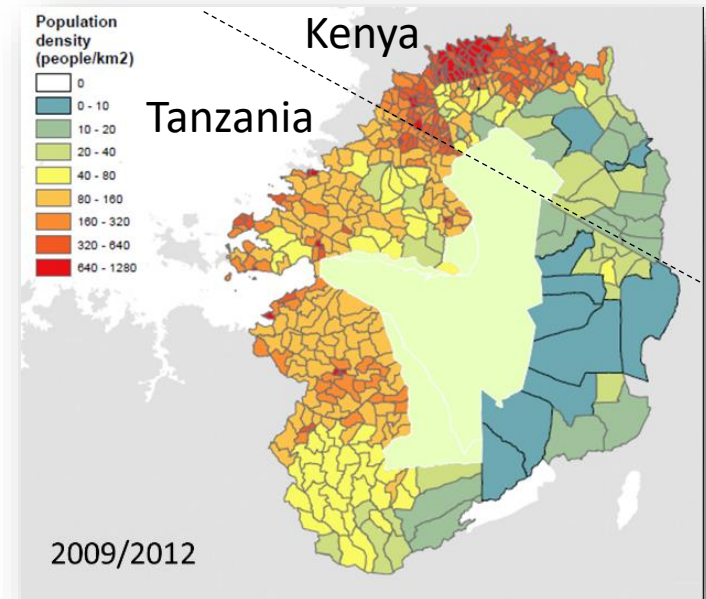 Population
density
(people/km2)
0
0 - 10
10 - 20
20 - 40
40 - 80
80 - 160
160 - 320
320 - 640
640 - 1280
Kenya
Tanzania
2009/2012